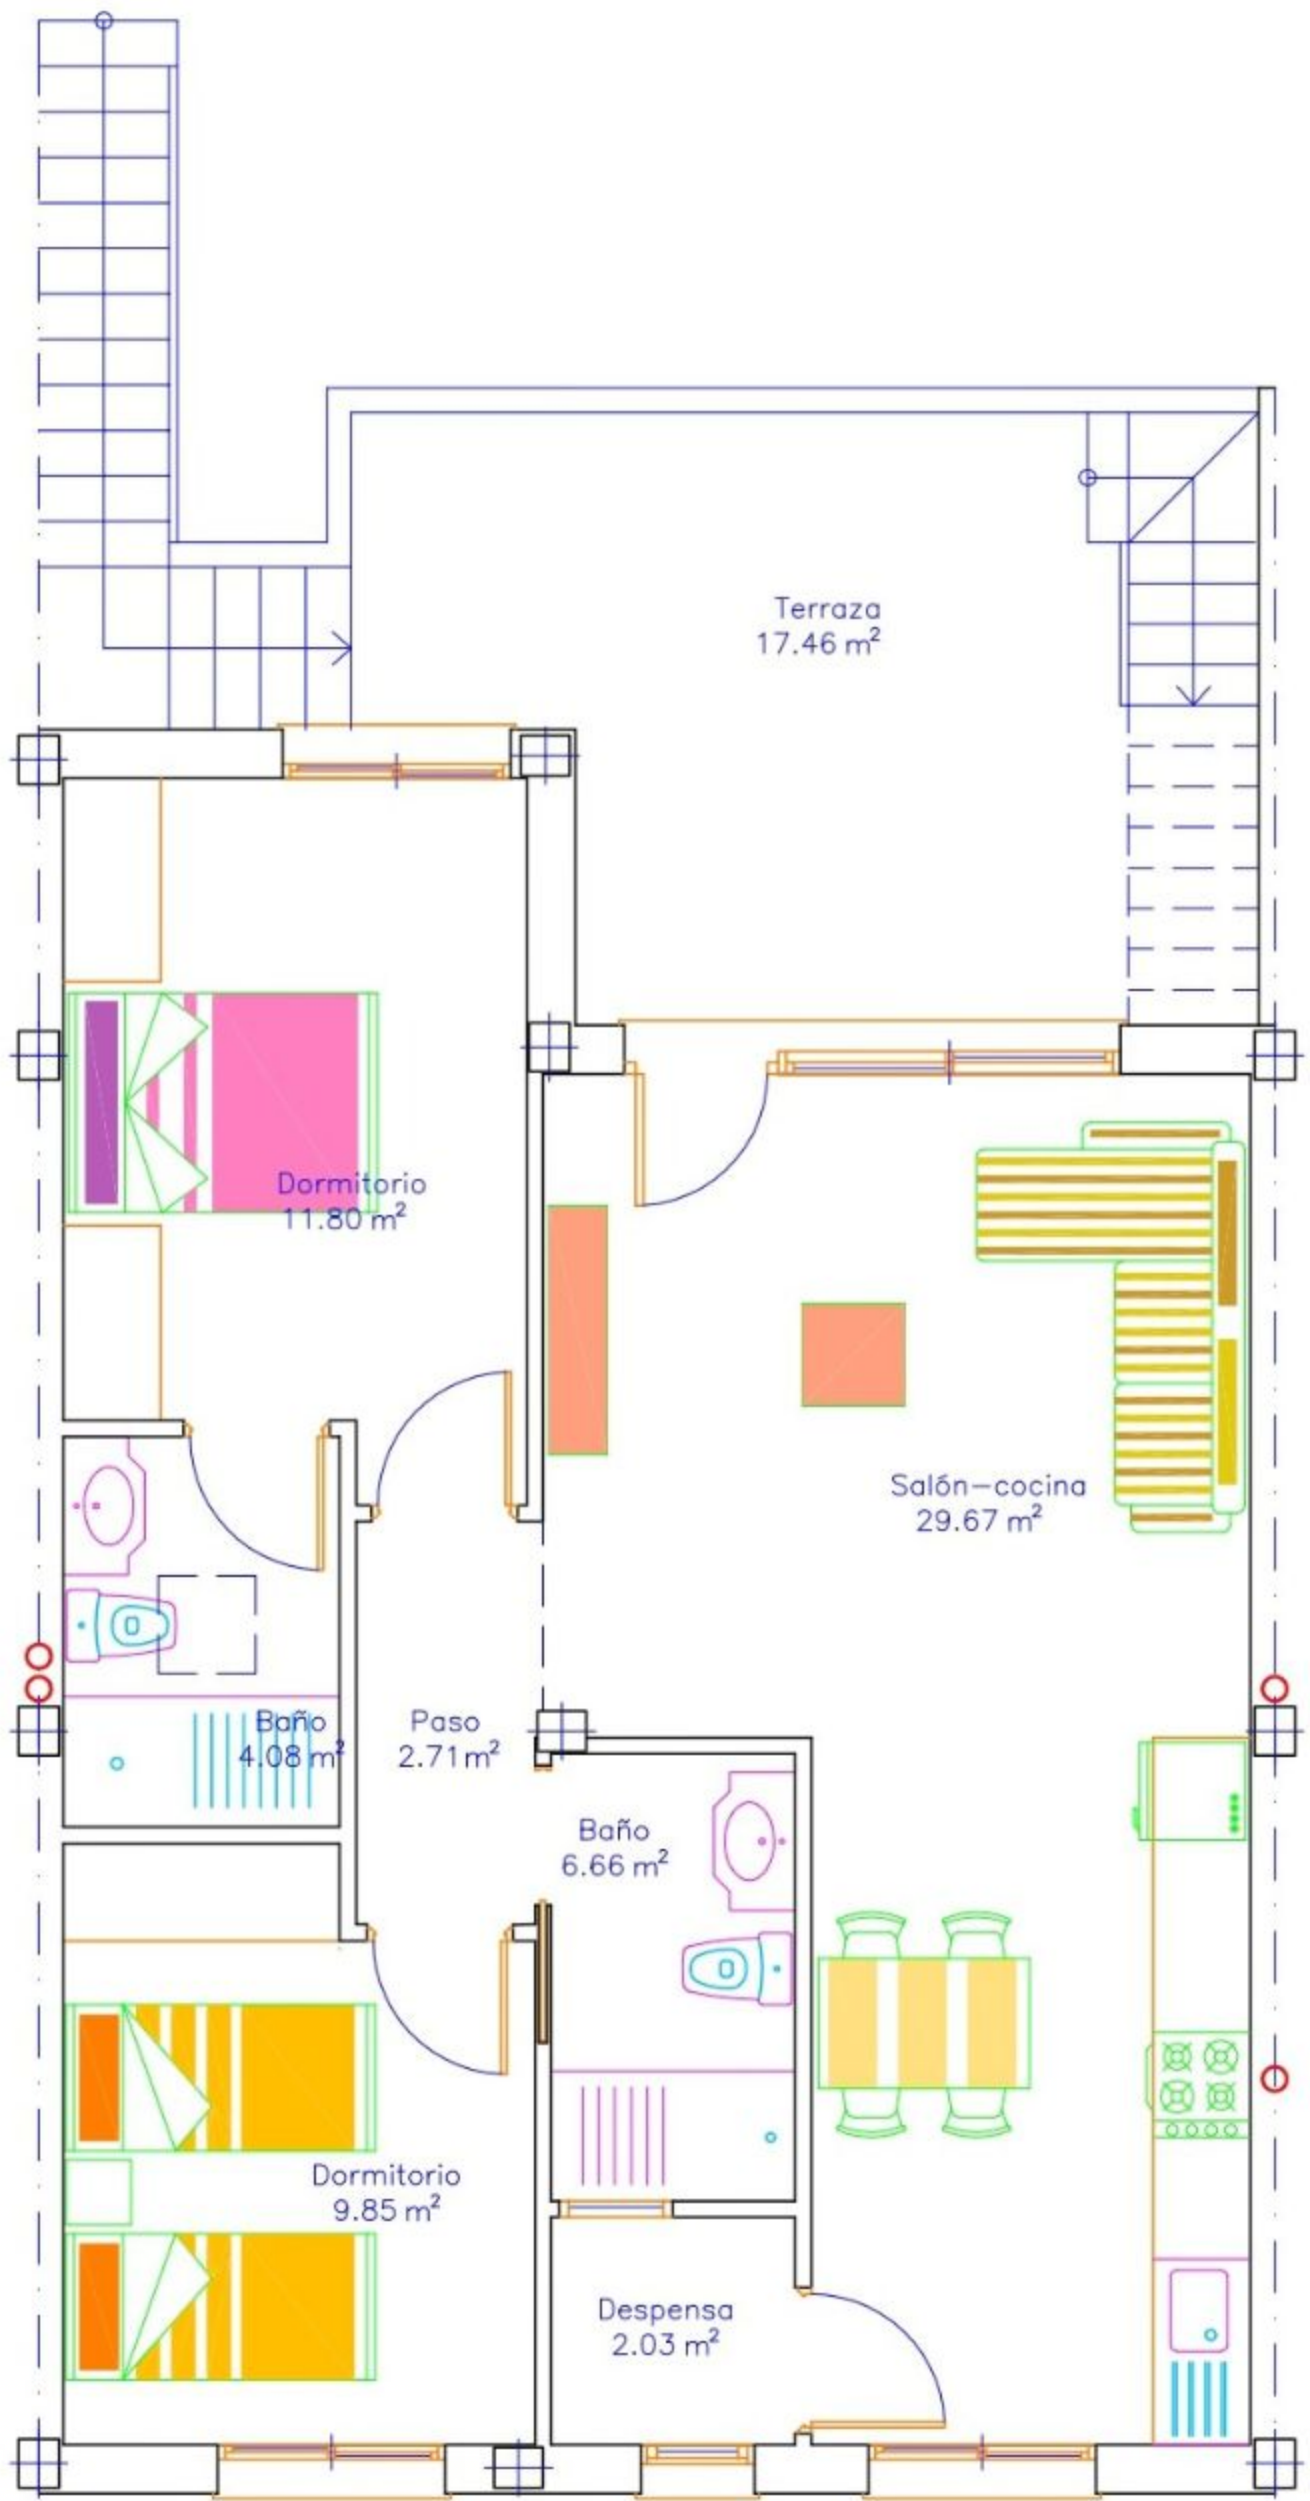 Terraza
17.46 m²
Dormitorio
11.80 m²
Salón-cocina
29.67 m²
Baño
4.08 m²
Paso
2.71 m²
Baño
6.66 m²
Dormitorio
9.85 m²
Despensa
2.03 m²